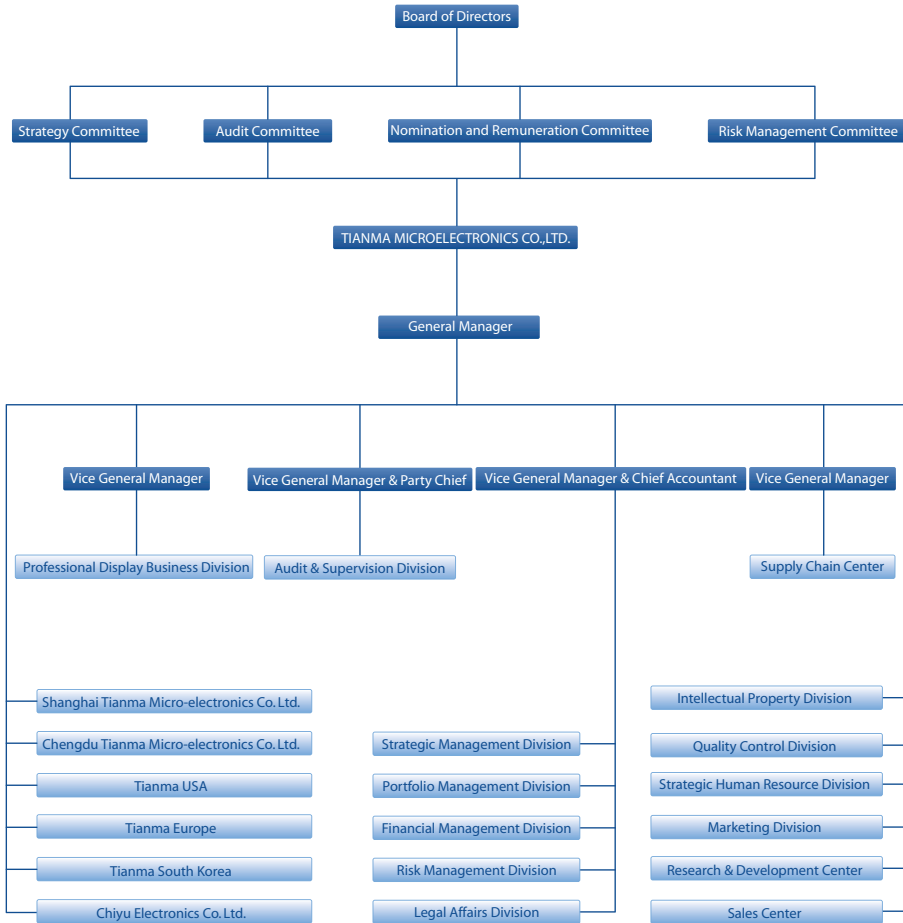 Board of Directors
Strategy Committee
Audit Committee
Nomination and Remuneration Committee
Risk Management Committee
TIANMA MICROELECTRONICS CO.,LTD.
General Manager
Vice General Manager
Vice General Manager & Party Chief
Vice General Manager & Chief Accountant
Vice General Manager
Professional Display Business Division
Audit & Supervision Division
Supply Chain Center
Shanghai Tianma Micro-electronics Co. Ltd.
Chengdu Tianma Micro-electronics Co. Ltd.
Tianma USA
Tianma Europe
Tianma South Korea
Chiyu Electronics Co. Ltd.
Strategic Management Division
Portfolio Management Division
Financial Management Division
Risk Management Division
Legal Affairs Division
Intellectual Property Division
Quality Control Division
Strategic Human Resource Division
Marketing Division
Research & Development Center
Sales Center